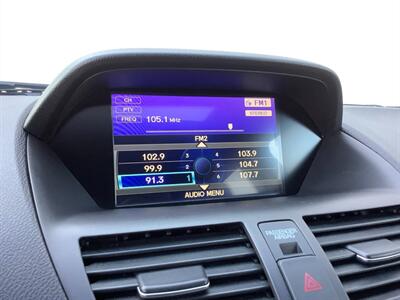 CH
FM1
PTY
STEREO
FREQ
105.1 MHz
FM2
102.9 3 4 103.9
99.9 2 5 104.7
91.3 1 6 107.7
AUDIO MENU
PASSENGER
AIRBAG